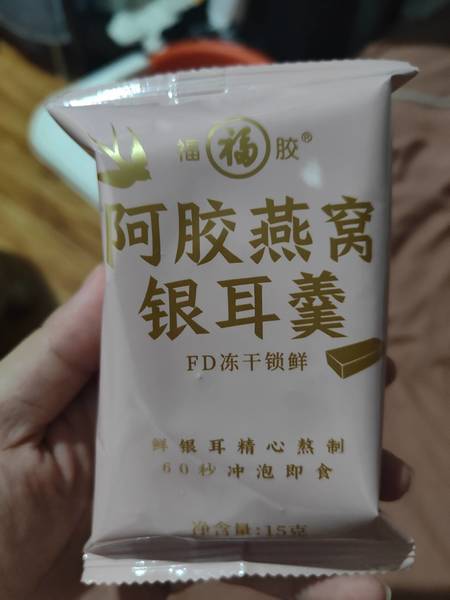 福福胶®
阿胶燕窝
银耳羹
FD冻干锁鲜
鲜银耳精心熬制
60秒冲泡即食
净含量:15克